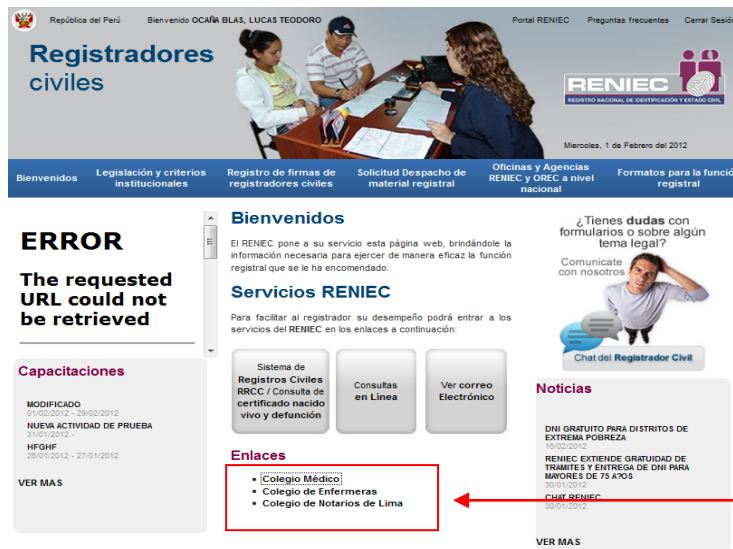 República del Perú
Bienvenido OCAÑA BLAS, LUCAS TEODORO
Portal RENIEC
Preguntas frecuentes
Cerrar Sesión
Registradores
civiles
RENIEC
REGISTRO NACIONAL DE IDENTIFICACIÓN Y ESTADO CIVIL
Miercoles, 1 de Febrero del 2012
Bienvenidos
Legislación y criterios
institucionales
Registro de firmas de
registradores civiles
Solicitud Despacho de
material registral
Oficinas y Agencias
RENIEC y OREC a nivel
nacional
Formatos para la funció
registral
ERROR
The requested
URL could not
be retrieved
Capacitaciones
MODIFICADO
01/02/2012 - 29/02/2012
NUEVA ACTIVIDAD DE PRUEBA
31/01/2012 -
HFGHF
26/01/2012 - 27/01/2012
VER MAS
Bienvenidos
El RENIEC pone a su servicio esta página web, brindándole la
información necesaria para ejercer de manera eficaz la función
registral que se le ha encomendado.
Servicios RENIEC
Para facilitar al registrador su desempeño podrá entrar a los
servicios del RENIEC en los enlaces a continuación:
Sistema de
Registros Civiles
RRCC / Consulta de
certificado nacido
vivo y defunción
Consultas
en Linea
Ver correo
Electrónico
Enlaces
• Colegio Médico
• Colegio de Enfermeras
• Colegio de Notarios de Lima
¿Tienes dudas con
formularios o sobre algún
tema legal?
Comunicate
con nosotros
Chat del Registrador Civil
Noticias
DNI GRATUITO PARA DISTRITOS DE
EXTREMA POBREZA
16/02/2012
RENIEC EXTIENDE GRATUIDAD DE
TRAMITES Y ENTREGA DE DNI PARA
MAYORES DE 75 A?OS
30/01/2012
CHAT RENIEC
30/01/2012
VER MAS